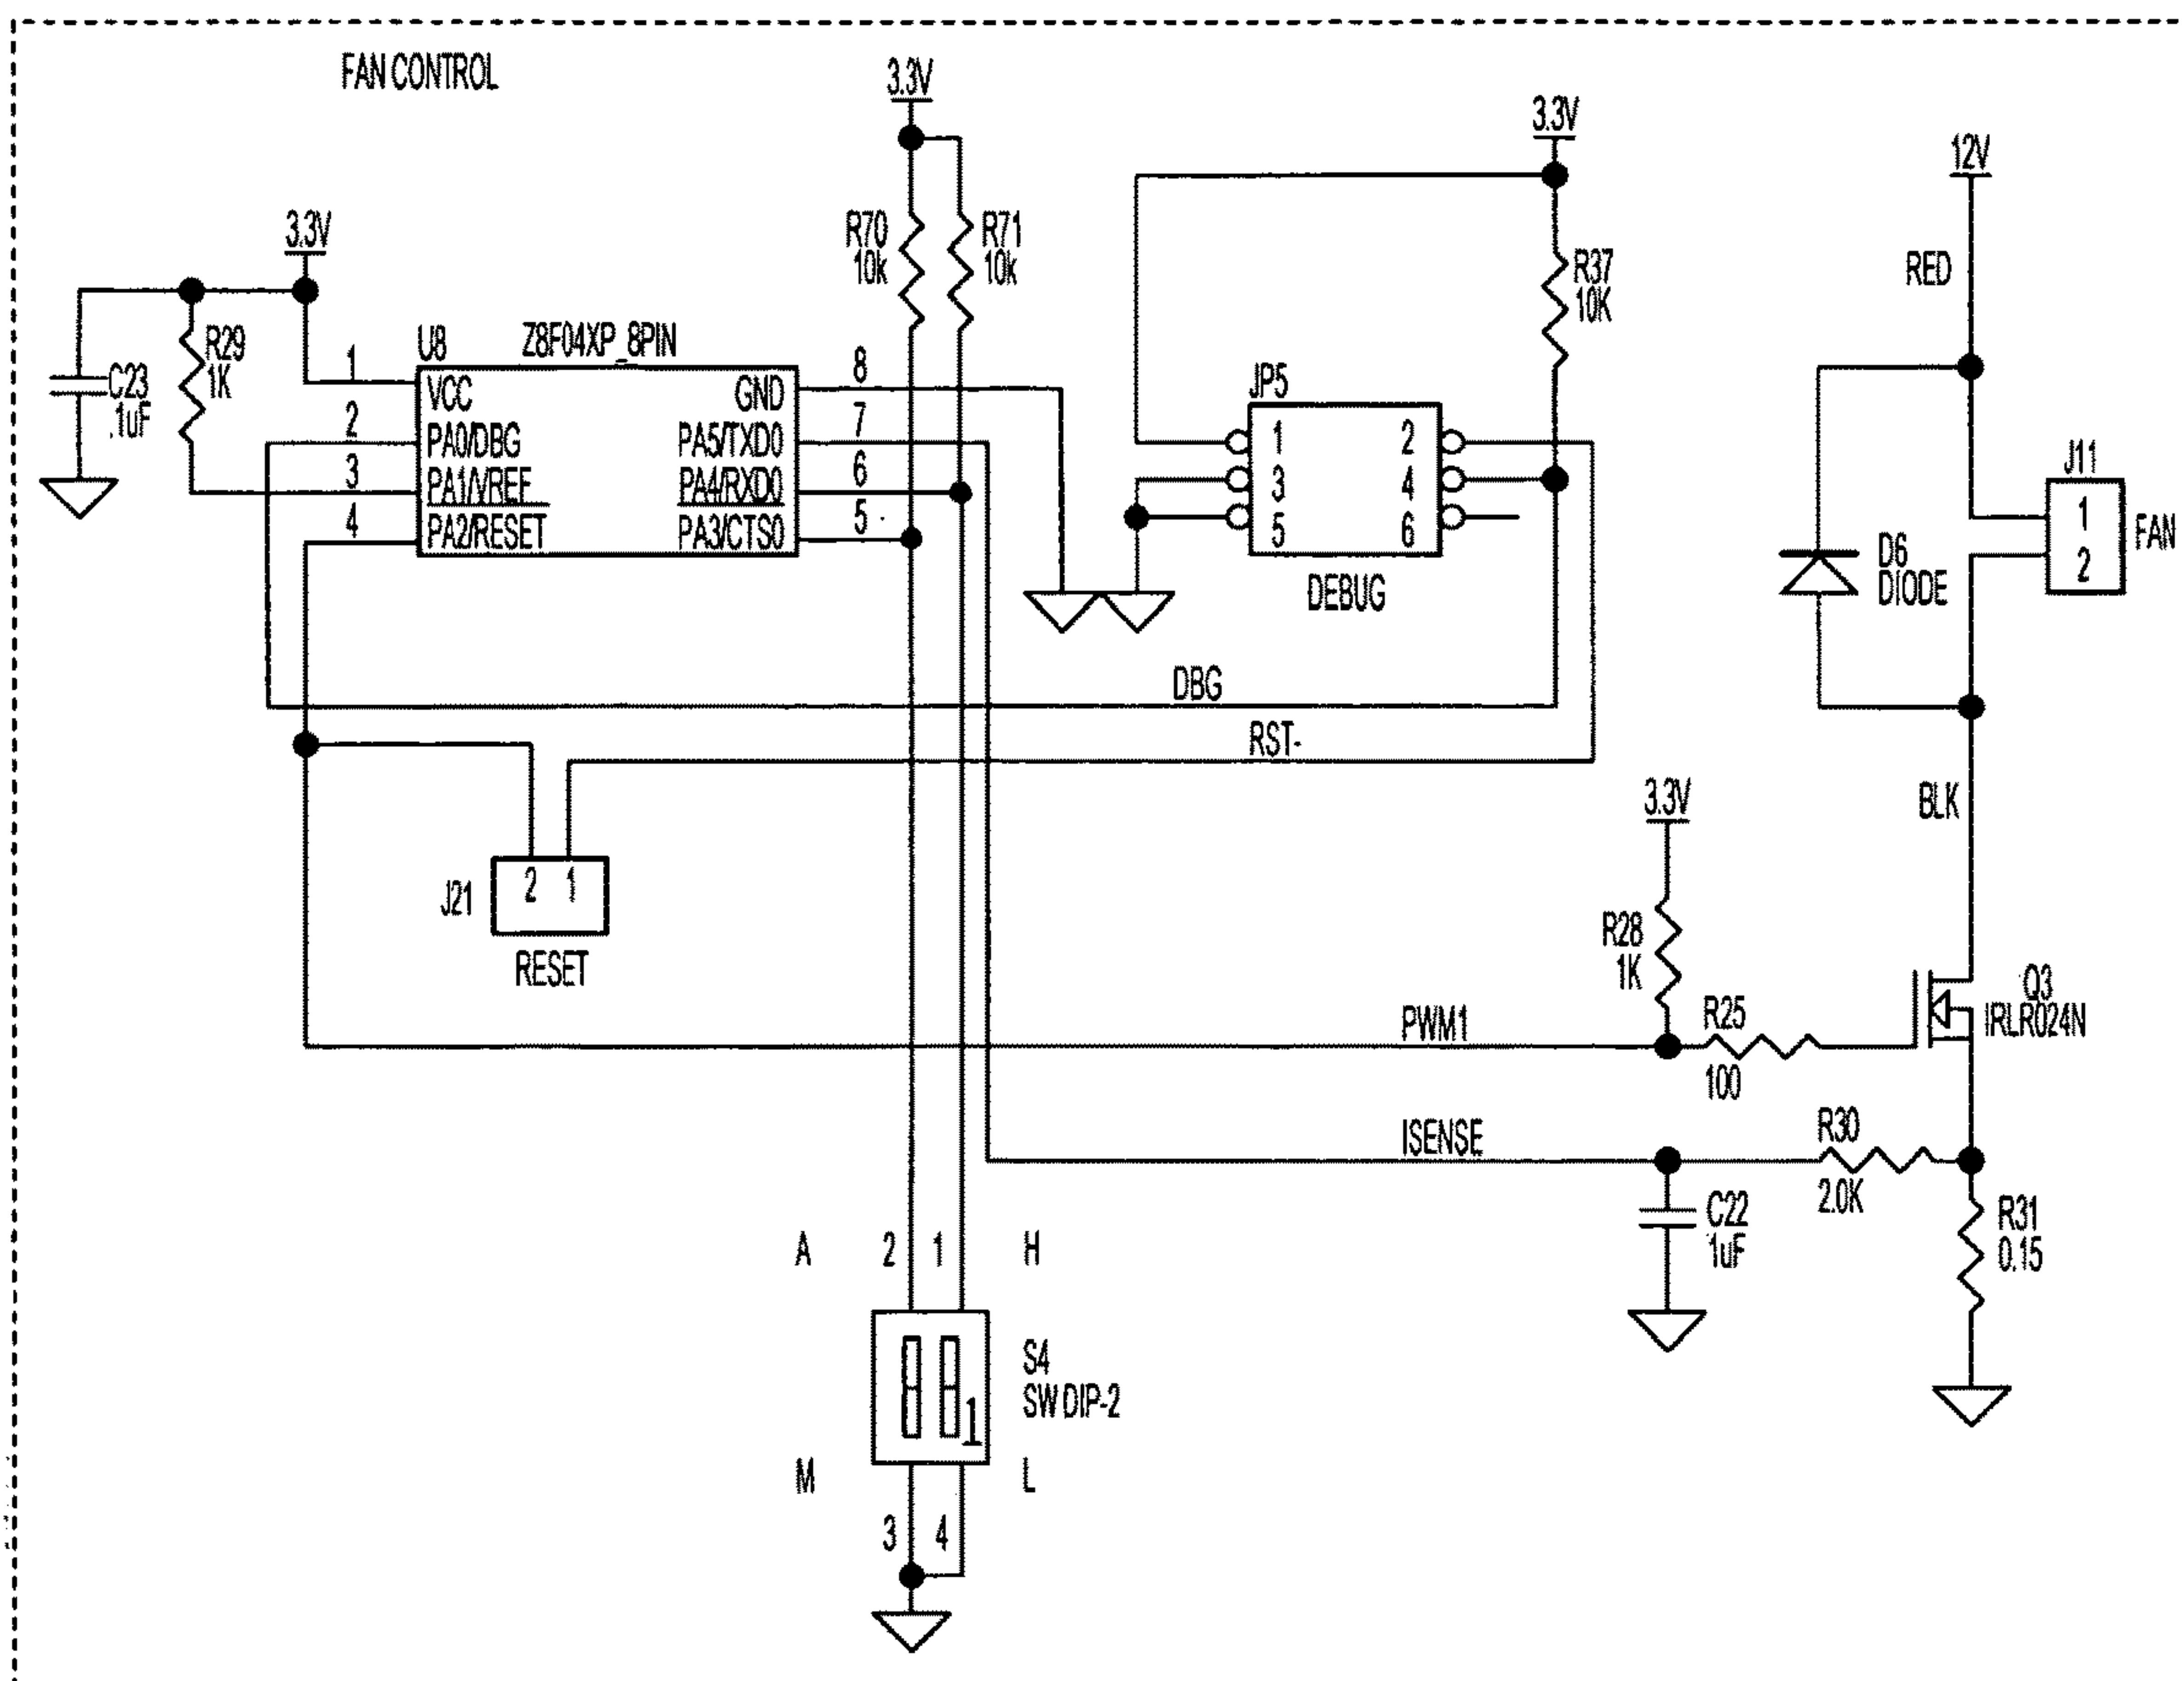 FAN CONTROL
3.3V
3.3V
12V
3.3V
R70
10k
R71
10k
R37
10K
RED
C23
.1uF
R29
1K
U8
Z8F04XP_8PIN
1
2
3
4
VCC
PA0/DBG
PA1/VREF
PA2/RESET
GND
PA5/TXD0
PA4/RXD0
PA3/CTS0
8
7
6
5
JP5
1 2
3 4
5 6
DEBUG
D6
DIODE
J11
1
2
FAN
DBG
RST-
3.3V
BLK
J21
2 1
RESET
R28
1K
PWM1
R25
100
Q3
IRLR024N
ISENSE
R30
2.0K
C22
1uF
R31
0.15
A 2 1 H
S4
SW DIP-2
1
M L
3 4